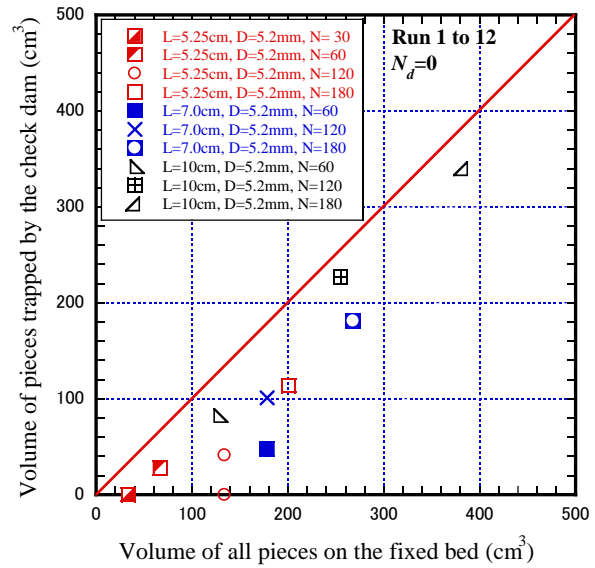 Volume of pieces trapped by the check dam (cm³)
500
400
300
200
100
0
L=5.25cm, D=5.2mm, N= 30
L=5.25cm, D=5.2mm, N=60
L=5.25cm, D=5.2mm, N=120
L=5.25cm, D=5.2mm, N=180
L=7.0cm, D=5.2mm, N=60
L=7.0cm, D=5.2mm, N=120
L=7.0cm, D=5.2mm, N=180
L=10cm, D=5.2mm, N=60
L=10cm, D=5.2mm, N=120
L=10cm, D=5.2mm, N=180
Run 1 to 12
N_d=0
0 100 200 300 400 500
Volume of all pieces on the fixed bed (cm³)